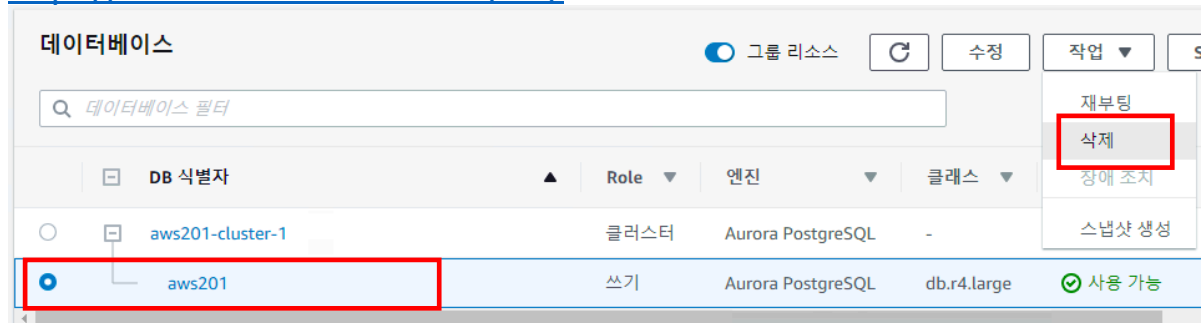 데이터베이스
그룹 리소스
수정
작업
데이터베이스 필터
재부팅
삭제
장애 조치
스냅샷 생성
DB 식별자 Role 엔진 클래스
aws201-cluster-1 클러스터 Aurora PostgreSQL -
aws201 쓰기 Aurora PostgreSQL db.r4.large 사용 가능